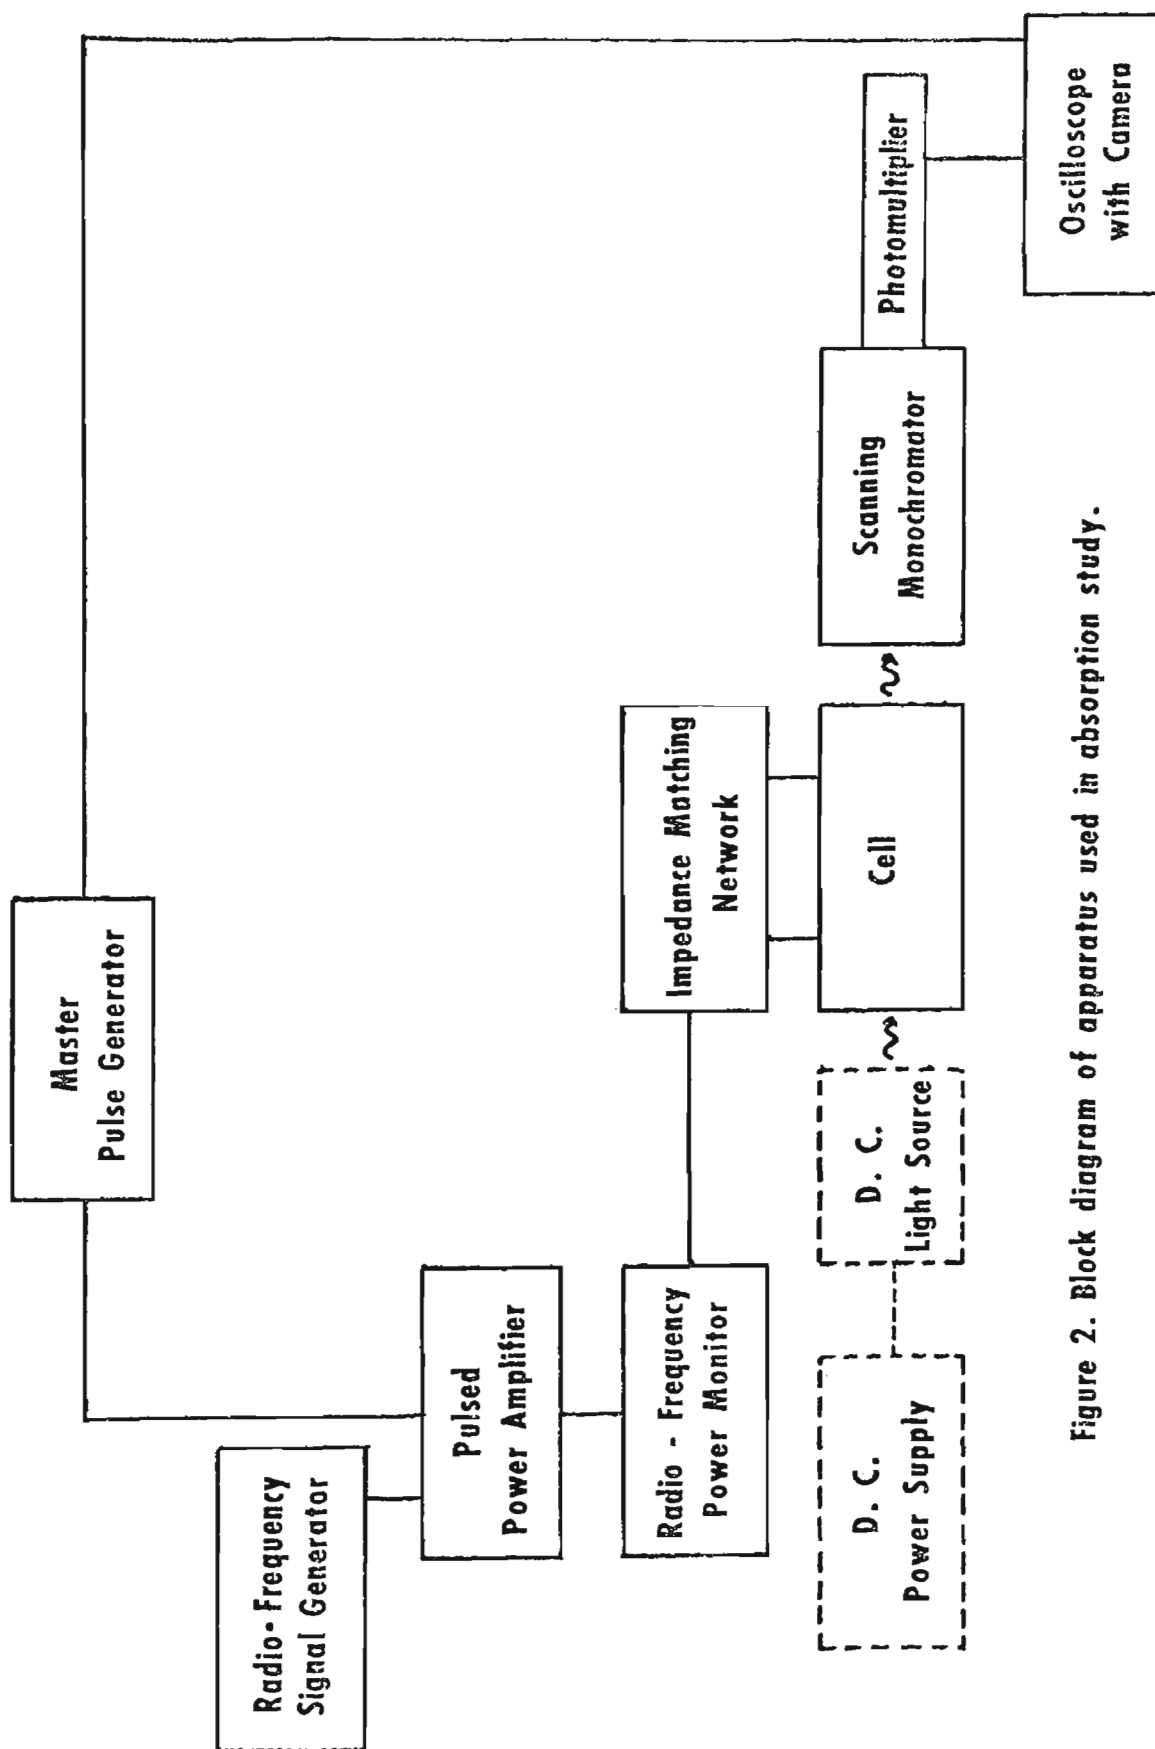 Master
Pulse Generator
Radio-Frequency
Signal Generator
Pulsed
Power Amplifier
Radio - Frequency
Power Monitor
Impedance Matching
Network
D. C.
Power Supply
D. C.
Light Source
Cell
Scanning
Monochromator
Photomultiplier
Oscilloscope
with Camera
Figure 2. Block diagram of apparatus used in absorption study.